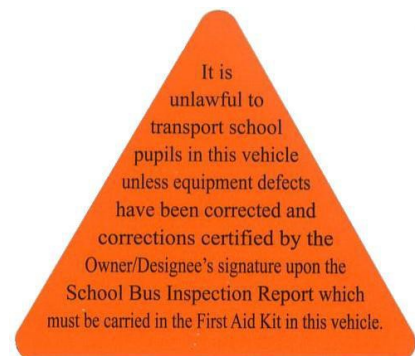 It is
unlawful to
transport school
pupils in this vehicle
unless equipment defects
have been corrected and
corrections certified by the
Owner/Designee's signature upon the
School Bus Inspection Report which
must be carried in the First Aid Kit in this vehicle.